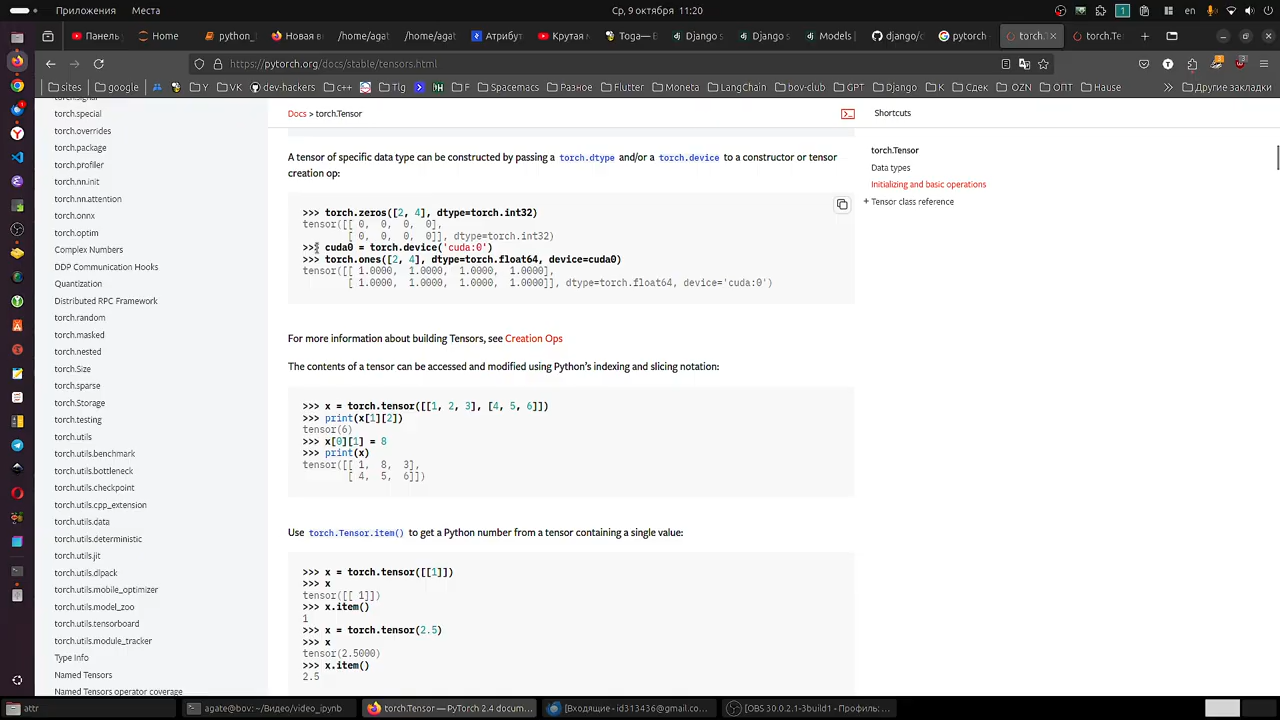 Приложения Места
Ср, 9 октября 11:20
1
en
Панель
Home
python_
Новая в
/home/agat
/home/agat
Атрибут
Крутая
Тода— В
Django s
Django s
Models |
django/c
pytorch
torch.T
torch.Te
https://pytorch.org/docs/stable/tensors.html
sites
google
Y
VK
dev-hackers
C++
Tlg
F
Spacemacs
Разное
Flutter
Moneta
LangChain
bov_hub
GPT
Django
K
Сдек
OZN
ОПТ
Hause
Другие закладки
torch.signal
torch.special
torch.overrides
torch.package
torch.profiler
torch.nn.init
torch.nn.attention
torch.onnx
torch.optim
Complex Numbers
DDP Communication Hooks
Quantization
Distributed RPC Framework
torch.random
torch.masked
torch.nested
torch.Size
torch.sparse
torch.Storage
torch.testing
torch.utils
torch.utils.benchmark
torch.utils.bottleneck
torch.utils.checkpoint
torch.utils.cpp_extension
torch.utils.data
torch.utils.deterministic
torch.utils.jit
torch.utils.dlpack
torch.utils.mobile_optimizer
torch.utils.model_zoo
torch.utils.tensorboard
torch.utils.module_tracker
Type Info
Named Tensors
Named Tensors operator coverage
Docs > torch.Tensor
A tensor of specific data type can be constructed by passing a torch.dtype and/or a torch.device to a constructor or tensor
creation op:
>>> torch.zeros([2, 4], dtype=torch.int32)
tensor([[ 0, 0, 0, 0],
[ 0, 0, 0, 0]], dtype=torch.int32)
>>> cuda0 = torch.device('cuda:0')
>>> torch.ones([2, 4], dtype=torch.float64, device=cuda0)
tensor([[ 1.0000, 1.0000, 1.0000, 1.0000],
[ 1.0000, 1.0000, 1.0000, 1.0000]], dtype=torch.float64, device='cuda:0')
For more information about building Tensors, see Creation Ops
The contents of a tensor can be accessed and modified using Python’s indexing and slicing notation:
>>> x = torch.tensor([[1, 2, 3], [4, 5, 6]])
>>> print(x[1][2])
tensor(6)
>>> x[0][1] = 8
>>> print(x)
tensor([[ 1, 8, 3],
[ 4, 5, 6]])
Use torch.Tensor.item() to get a Python number from a tensor containing a single value:
>>> x = torch.tensor([[1]])
>>> x
tensor([[ 1]])
>>> x.item()
1
>>> x = torch.tensor(2.5)
>>> x
tensor(2.5000)
>>> x.item()
2.5
Shortcuts
torch.Tensor
Data types
Initializing and basic operations
+ Tensor class reference
attr
agate@bov: ~/Видео/video_ipynb
torch.Tensor — PyTorch 2.4 docum...
[Входящие - id313436@gmail.co...
[OBS 30.0.2.1-3build1 - Профиль: ...